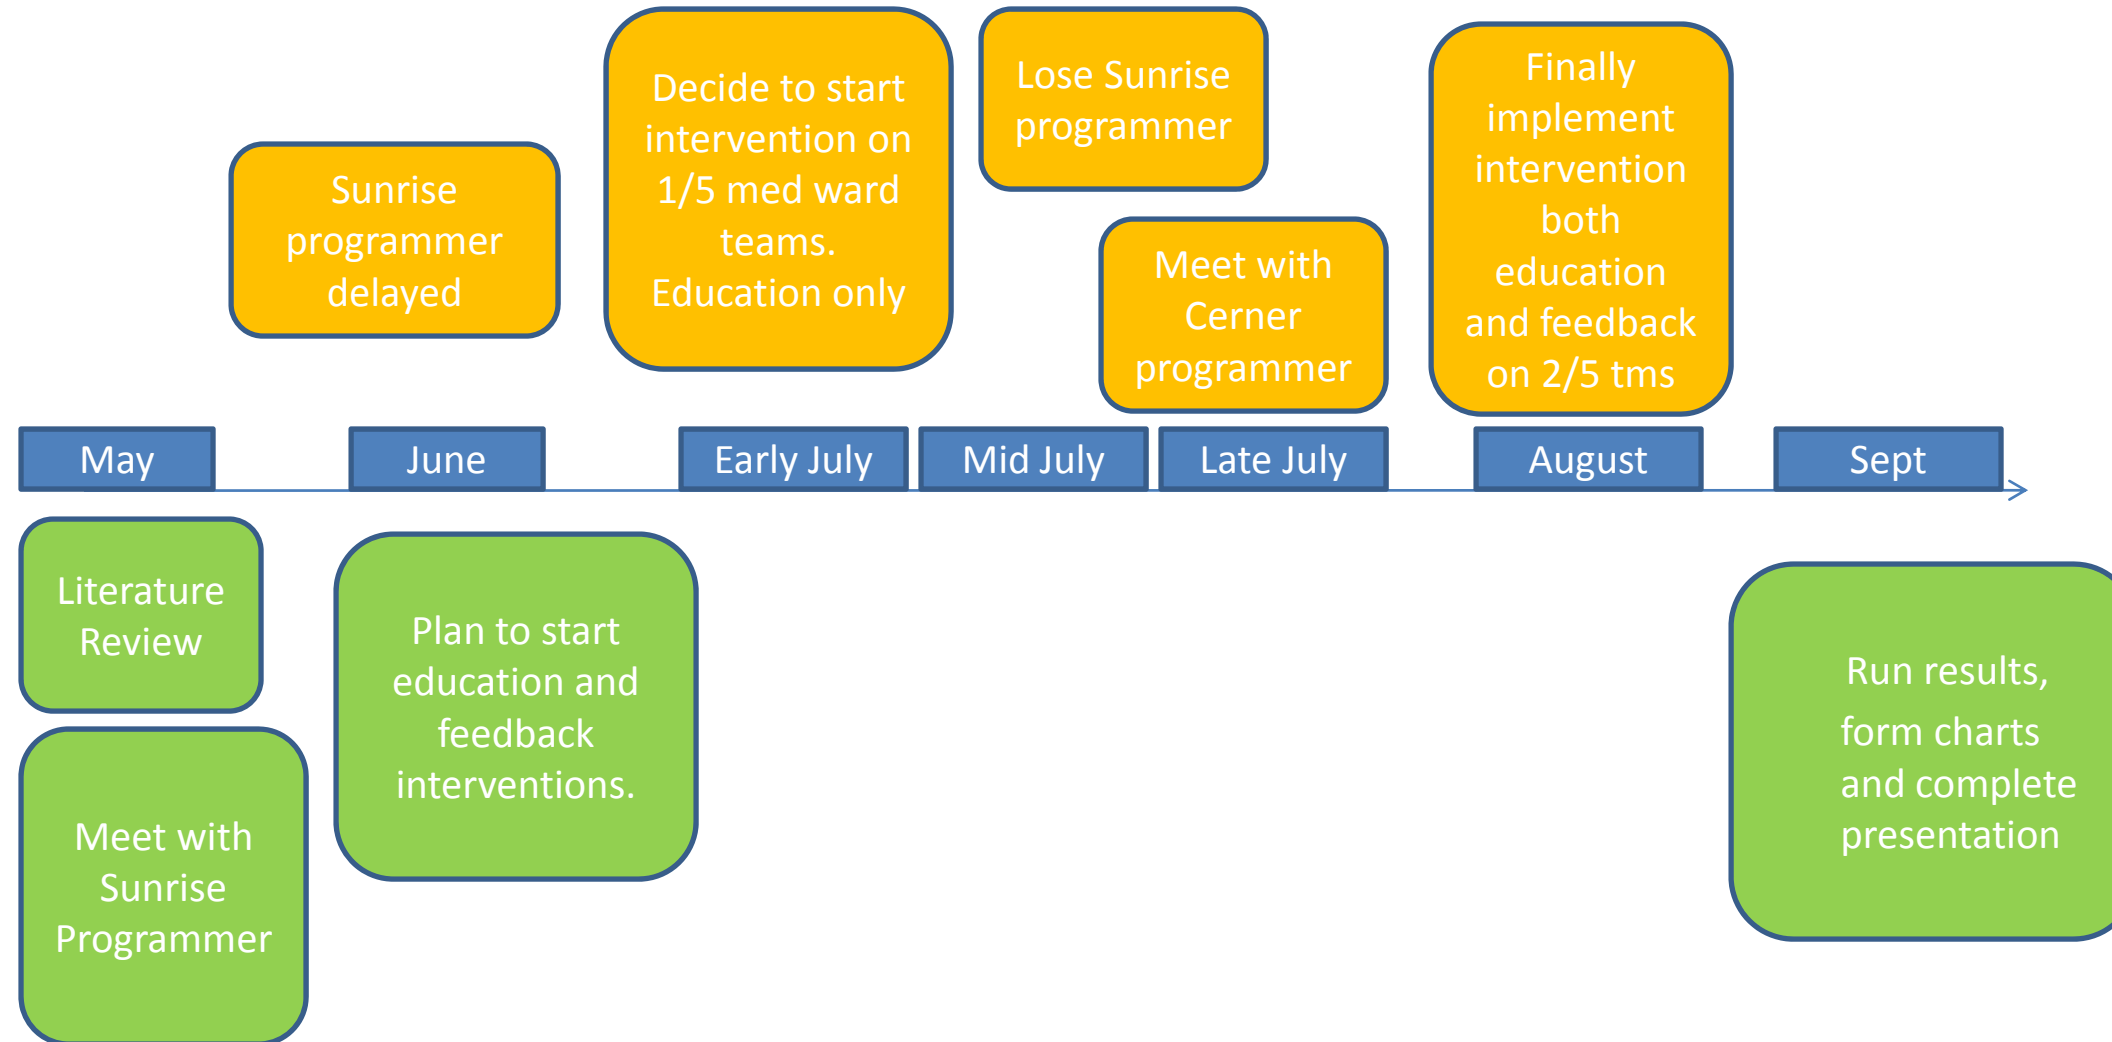 Sunrise
programmer
delayed
Decide to start
intervention on
1/5 med ward
teams.
Education only
Lose Sunrise
programmer
Meet with
Cerner
programmer
Finally
implement
intervention
both
education
and feedback
on 2/5 tms
May
June
Early July
Mid July
Late July
August
Sept
Literature
Review
Meet with
Sunrise
Programmer
Plan to start
education and
feedback
interventions.
Run results,
form charts
and complete
presentation